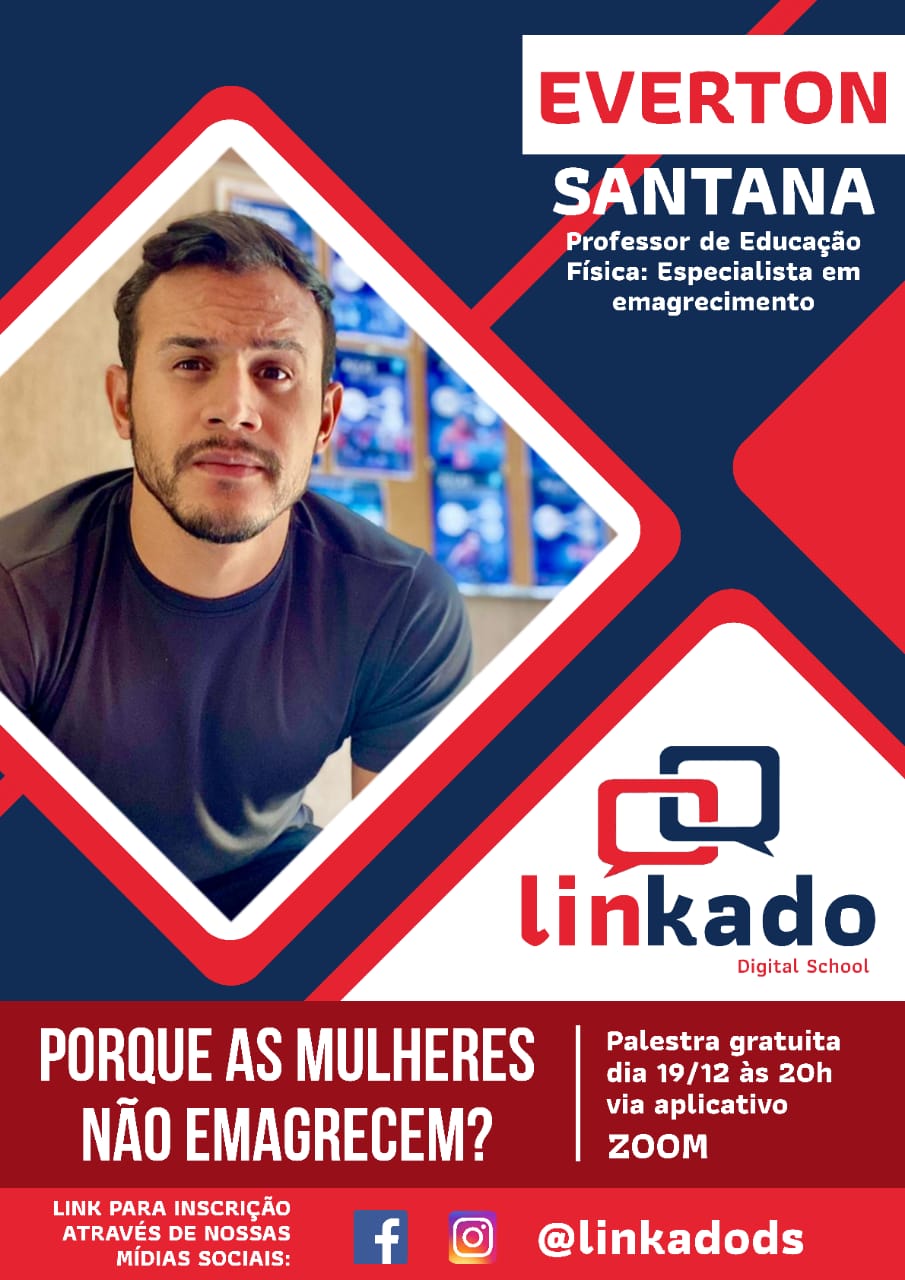 EVERTON
SANTANA
Professor de Educação
Física: Especialista em
emagrecimento
linkado
Digital School
PORQUE AS MULHERES
NÃO EMAGRECEM?
Palestra gratuita
dia 19/12 às 20h
via aplicativo
ZOOM
LINK PARA INSCRIÇÃO
ATRAVÉS DE NOSSAS
MÍDIAS SOCIAIS:
@linkadods